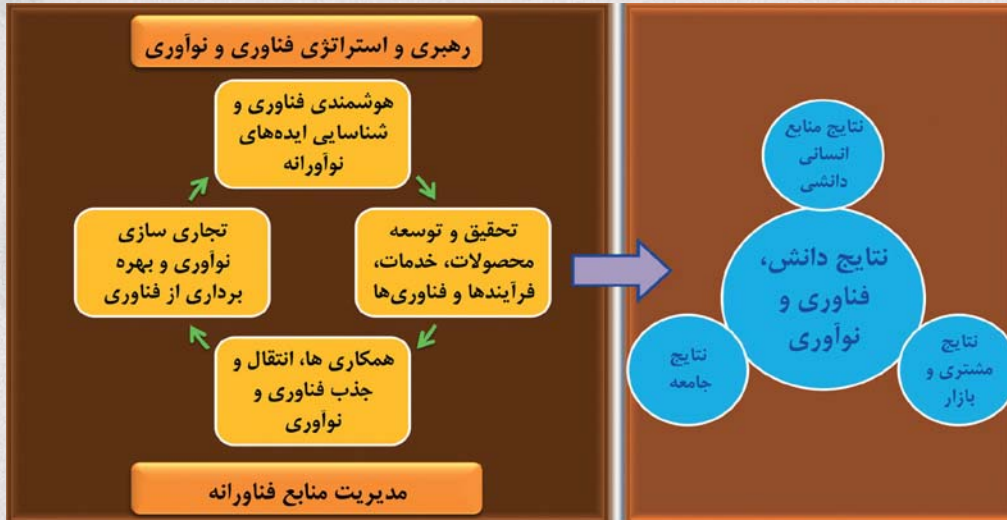 رهبری و استراتژی فناوری و نوآوری
هوشمندی فناوری و
شناسایی ایده‌های
نوآورانه
تحقیق و توسعه
محصولات، خدمات،
فرآیندها و فناوری‌ها
همکاری ها، انتقال و
جذب فناوری و
نوآوری
تجاری سازی
نوآوری و بهره
برداری از فناوری
مدیریت منابع فناورانه
نتایج منابع
انسانی
دانشی
نتایج دانش،
فناوری و
نوآوری
نتایج
مشتری و
بازار
نتایج
جامعه